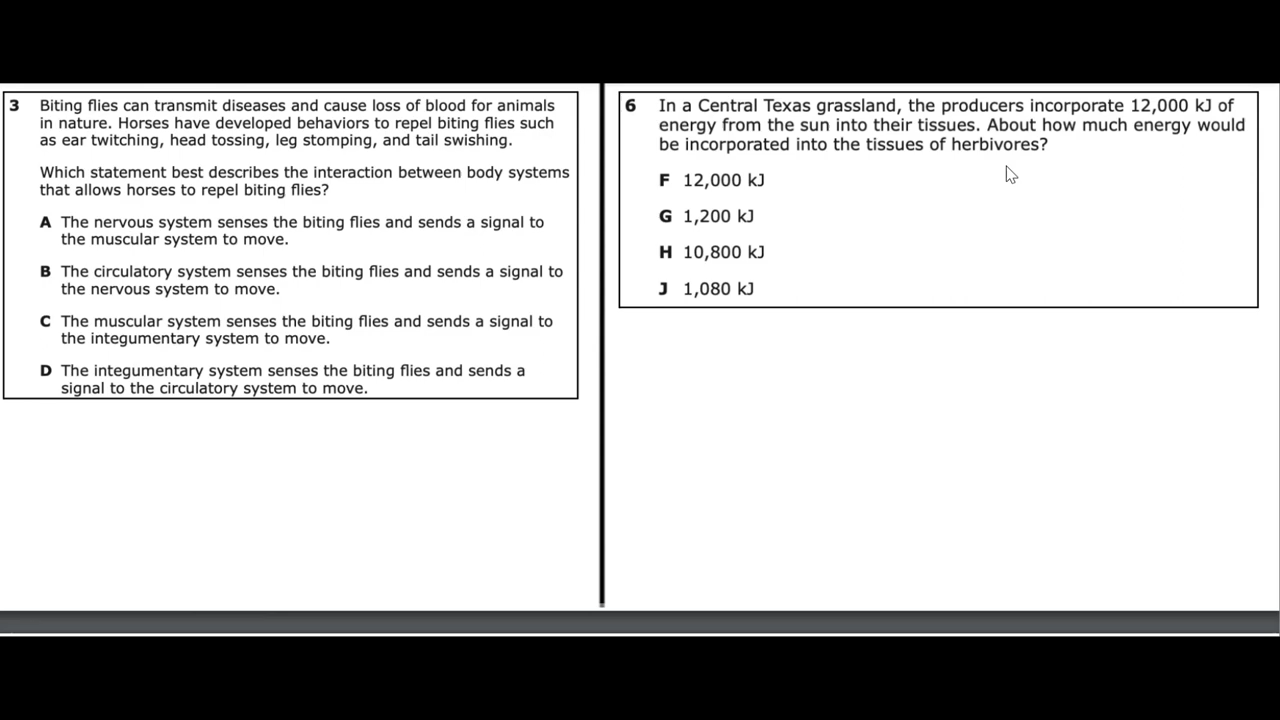 3 Biting flies can transmit diseases and cause loss of blood for animals
in nature. Horses have developed behaviors to repel biting flies such
as ear twitching, head tossing, leg stomping, and tail swishing.
Which statement best describes the interaction between body systems
that allows horses to repel biting flies?
A The nervous system senses the biting flies and sends a signal to
the muscular system to move.
B The circulatory system senses the biting flies and sends a signal to
the nervous system to move.
C The muscular system senses the biting flies and sends a signal to
the integumentary system to move.
D The integumentary system senses the biting flies and sends a
signal to the circulatory system to move.
6 In a Central Texas grassland, the producers incorporate 12,000 kJ of
energy from the sun into their tissues. About how much energy would
be incorporated into the tissues of herbivores?
F 12,000 kJ
G 1,200 kJ
H 10,800 kJ
J 1,080 kJ